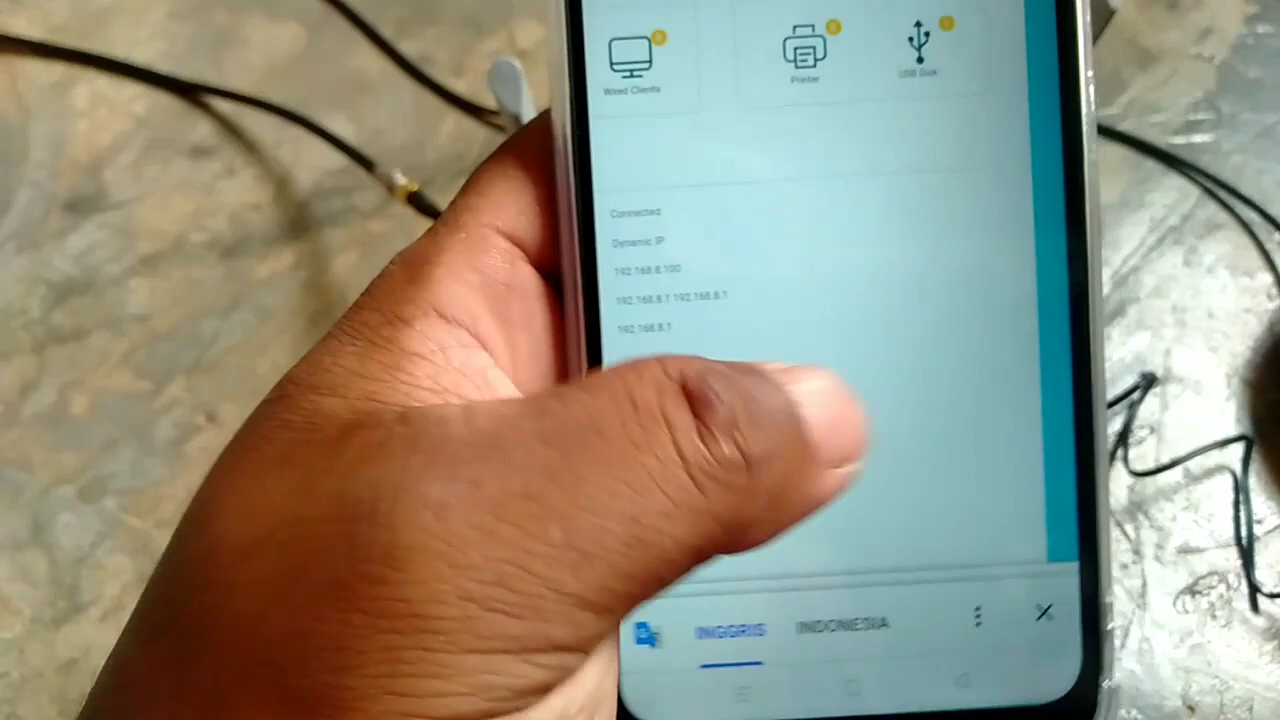 Wired Clients
Printer
USB Disk
Connected
Dynamic IP
192.168.8.100
192.168.8.1 192.168.8.1
192.168.8.1
INGGRIS INDONESIA